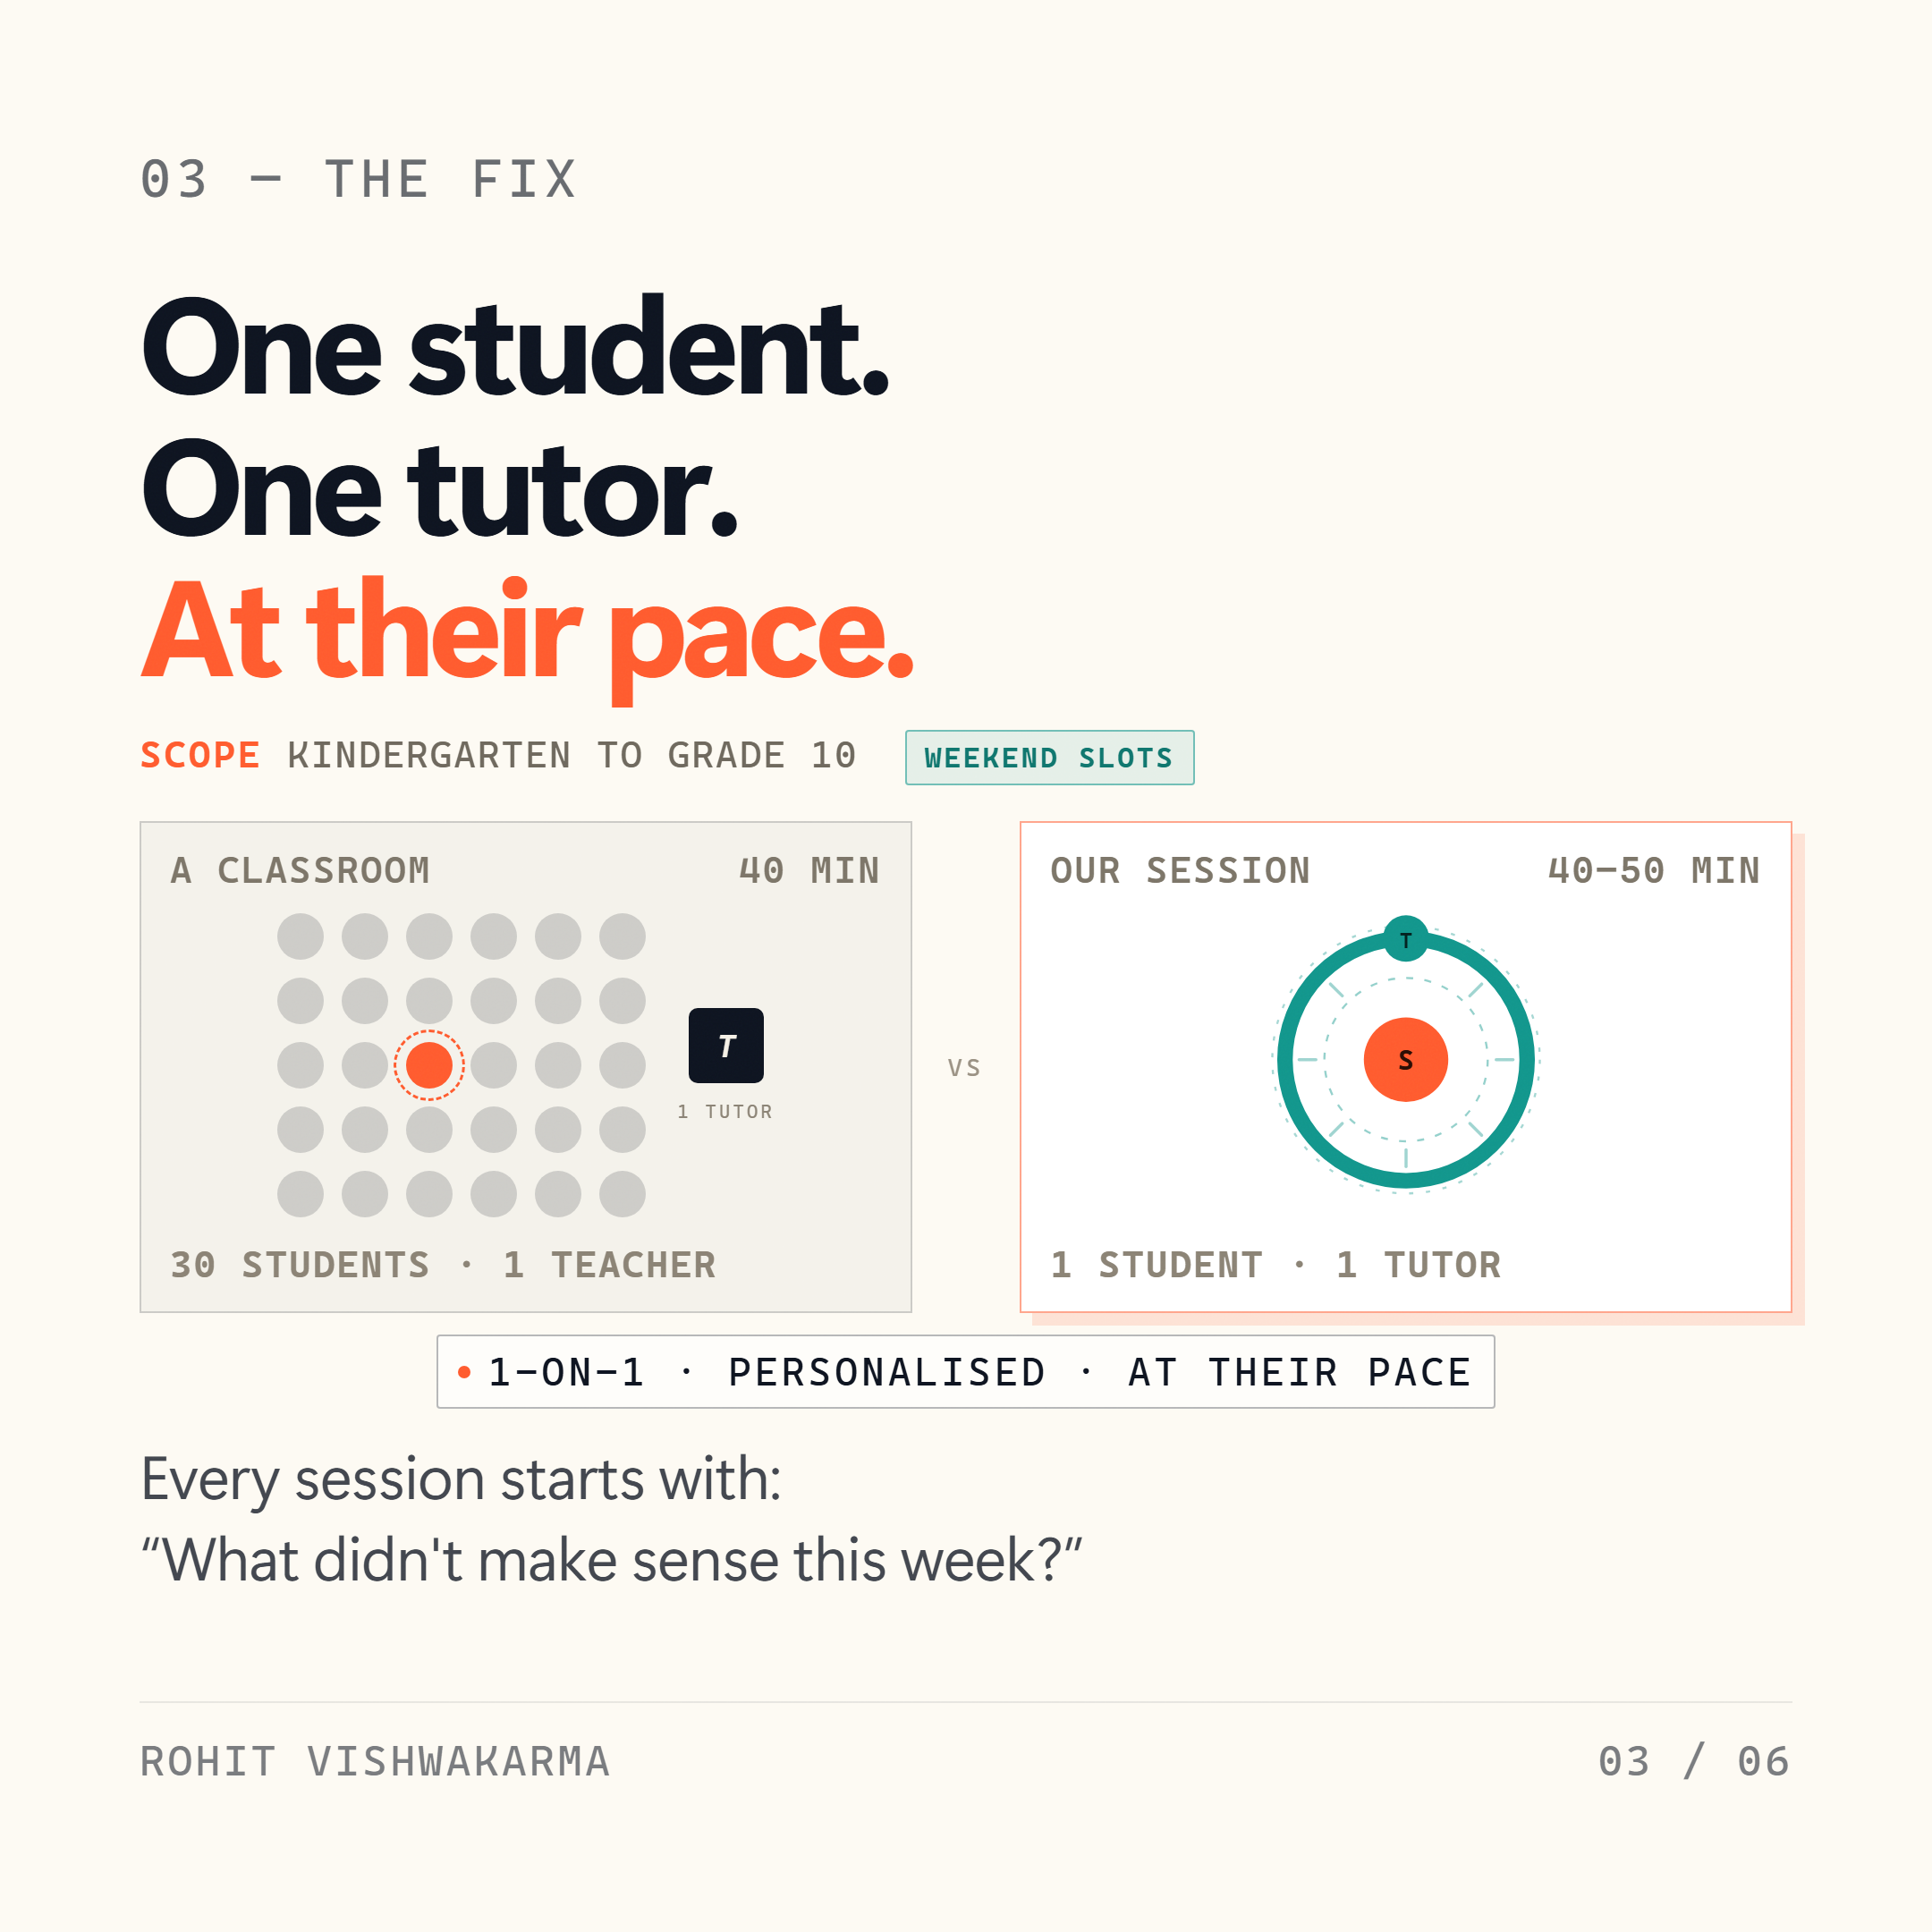 03 — THE FIX
One student.
One tutor.
At their pace.
SCOPE KINDERGARTEN TO GRADE 10
WEEKEND SLOTS
A CLASSROOM 40 MIN
T
1 TUTOR
30 STUDENTS · 1 TEACHER
VS
OUR SESSION 40–50 MIN
T
S
1 STUDENT · 1 TUTOR
1–ON–1 · PERSONALISED · AT THEIR PACE
Every session starts with:
“What didn't make sense this week?”
ROHIT VISHWAKARMA 03 / 06